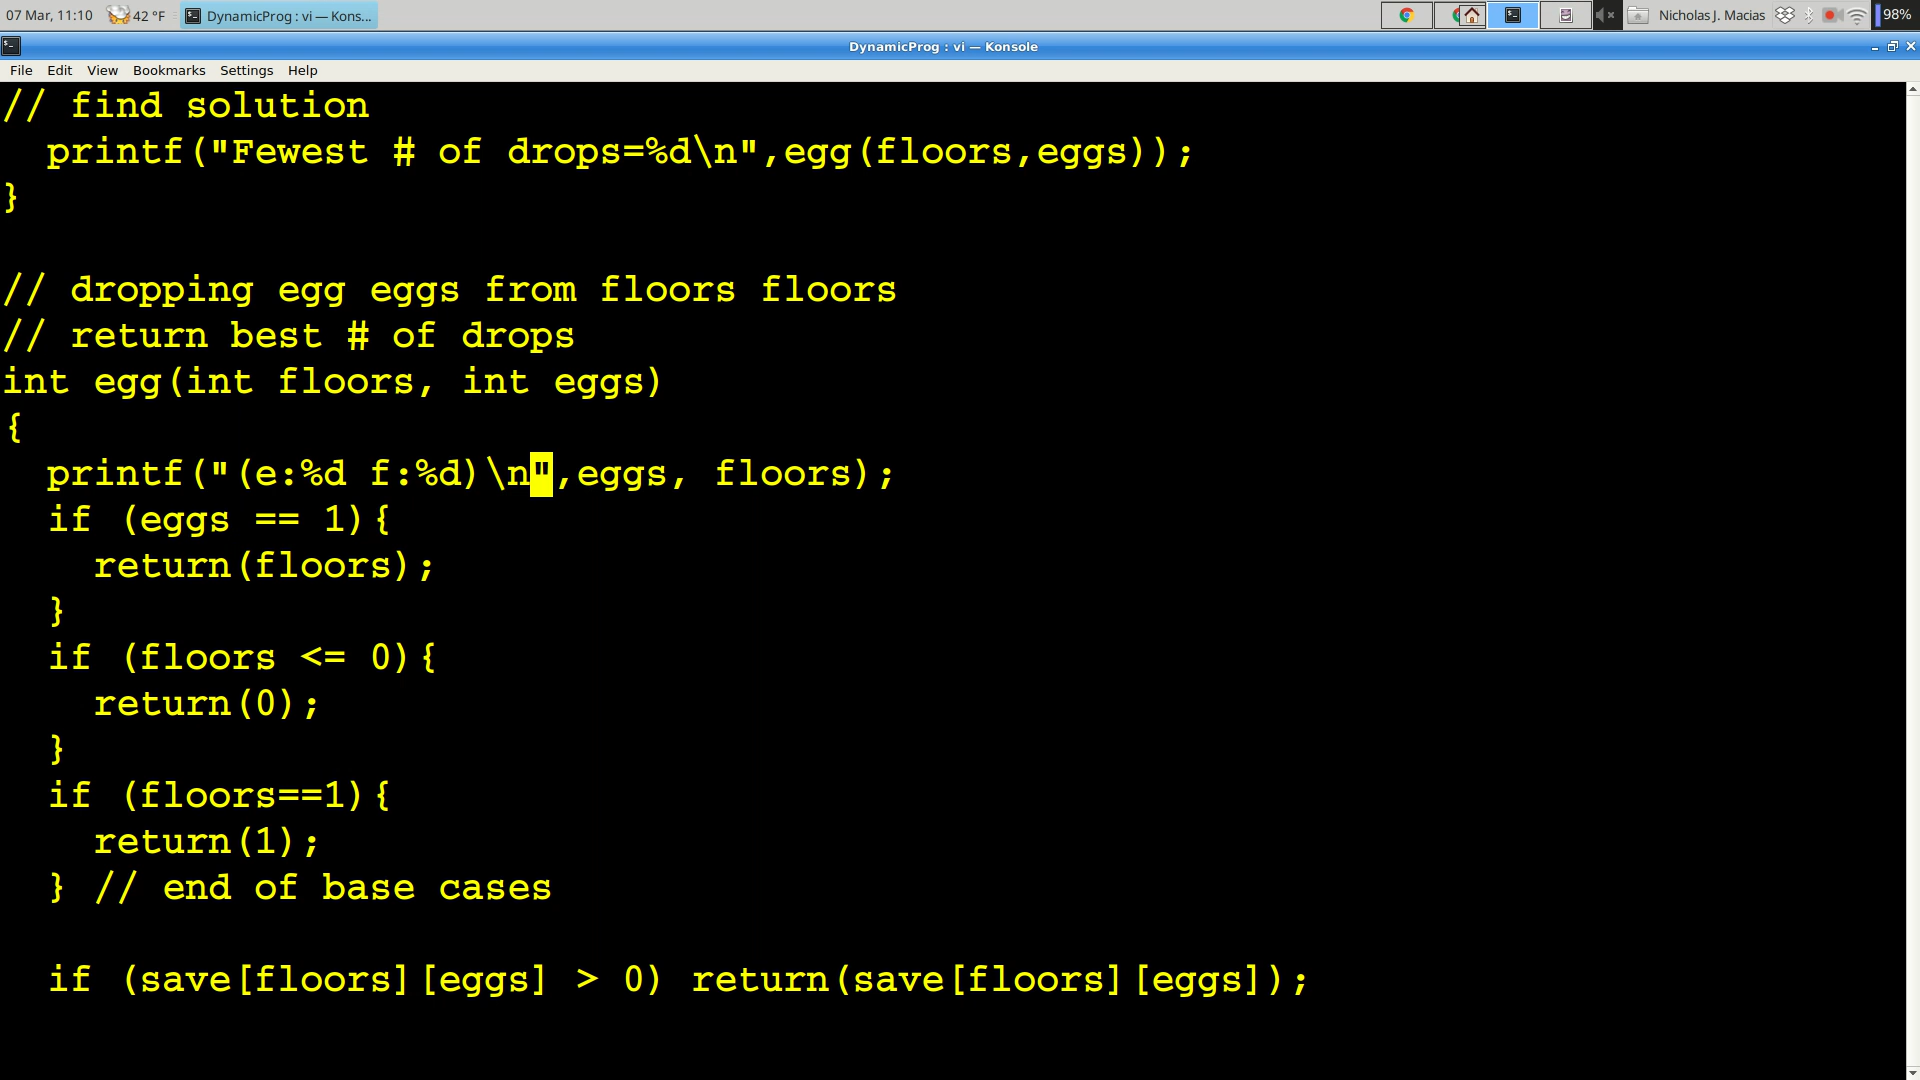 07 Mar, 11:10 42 °F DynamicProg : vi — Kons... Nicholas J. Macias 98%
DynamicProg : vi — Konsole
File Edit View Bookmarks Settings Help
// find solution
  printf("Fewest # of drops=%d\n",egg(floors,eggs));
}

// dropping egg eggs from floors floors
// return best # of drops
int egg(int floors, int eggs)
{
  printf("(e:%d f:%d)\n",eggs, floors);
  if (eggs == 1){
    return(floors);
  }
  if (floors <= 0){
    return(0);
  }
  if (floors==1){
    return(1);
  } // end of base cases

  if (save[floors][eggs] > 0) return(save[floors][eggs]);